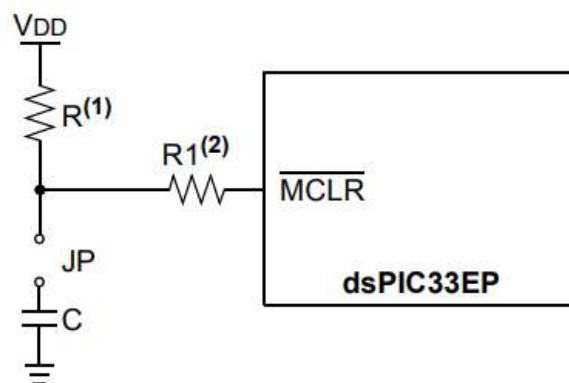 VDD
R(1)
R1(2)
MCLR
JP
dsPIC33EP
C